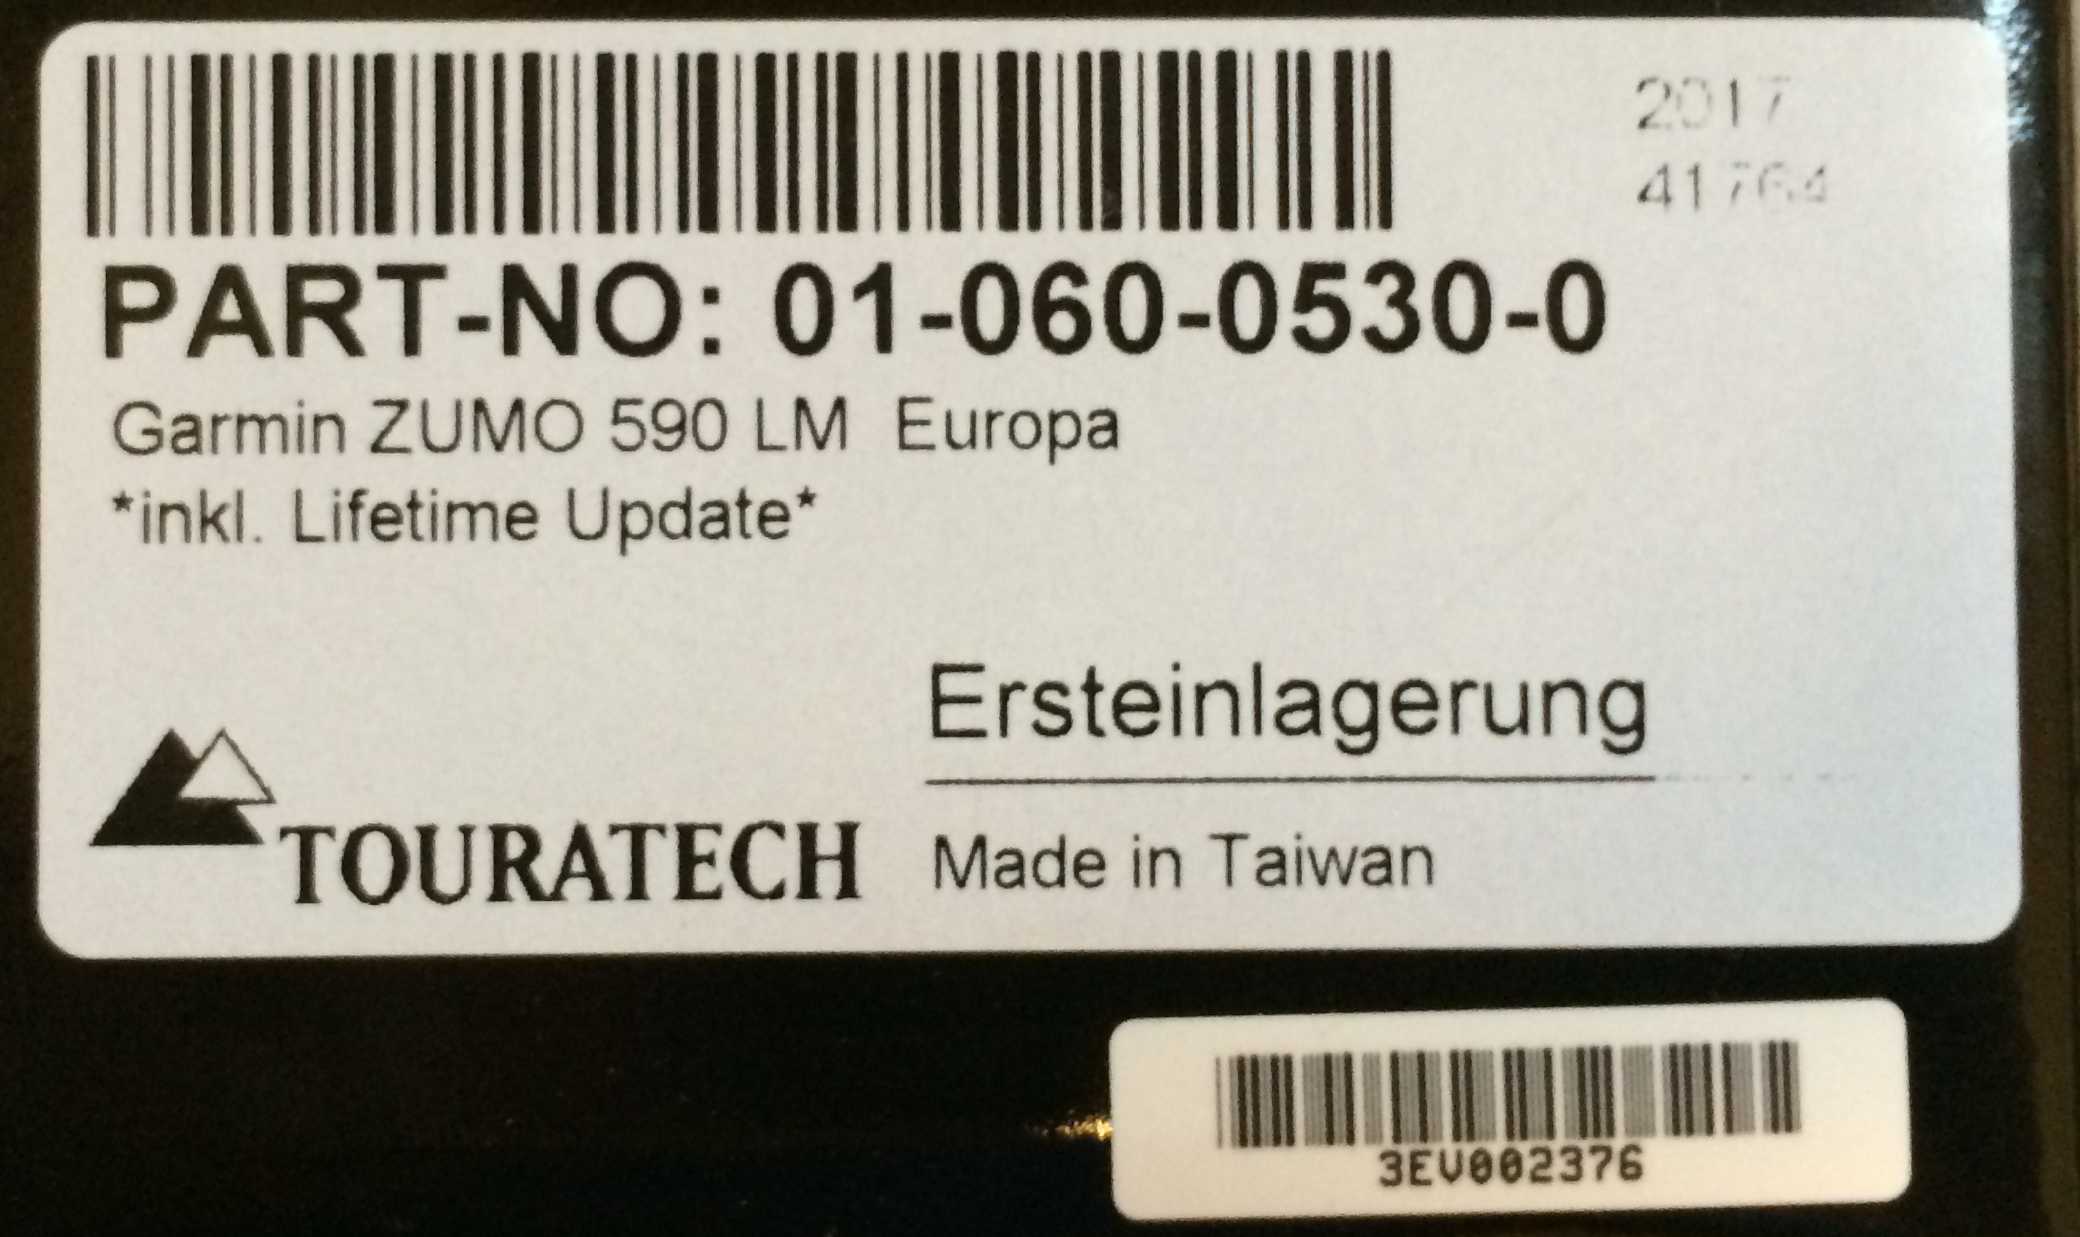 2017
41764
PART-NO: 01-060-0530-0
Garmin ZUMO 590 LM Europa
*inkl. Lifetime Update*
Ersteinlagerung
TOURATECH
Made in Taiwan
3EV002376